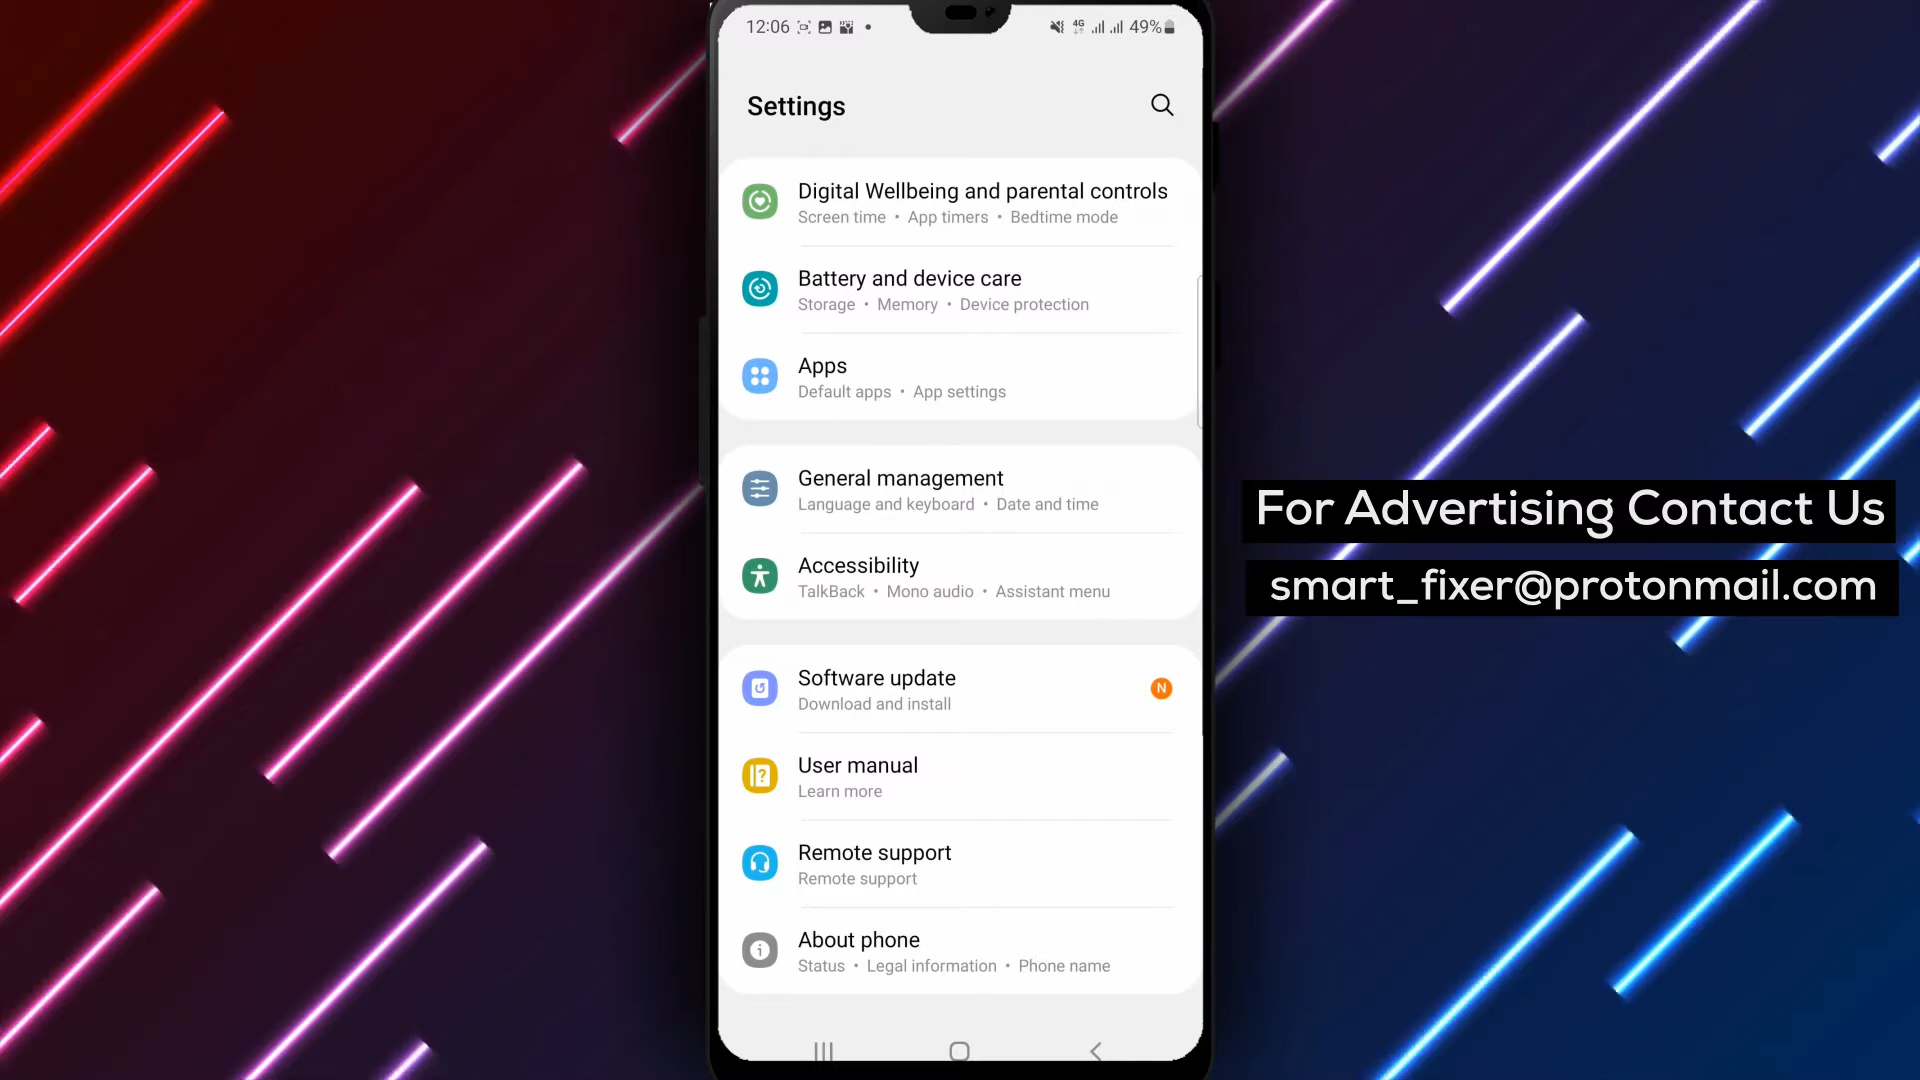 12:06 4G 49%
Settings
Digital Wellbeing and parental controls
Screen time • App timers • Bedtime mode
Battery and device care
Storage • Memory • Device protection
Apps
Default apps • App settings
General management
Language and keyboard • Date and time
Accessibility
TalkBack • Mono audio • Assistant menu
Software update N
Download and install
User manual
Learn more
Remote support
Remote support
About phone
Status • Legal information • Phone name
For Advertising Contact Us
smart_fixer@protonmail.com